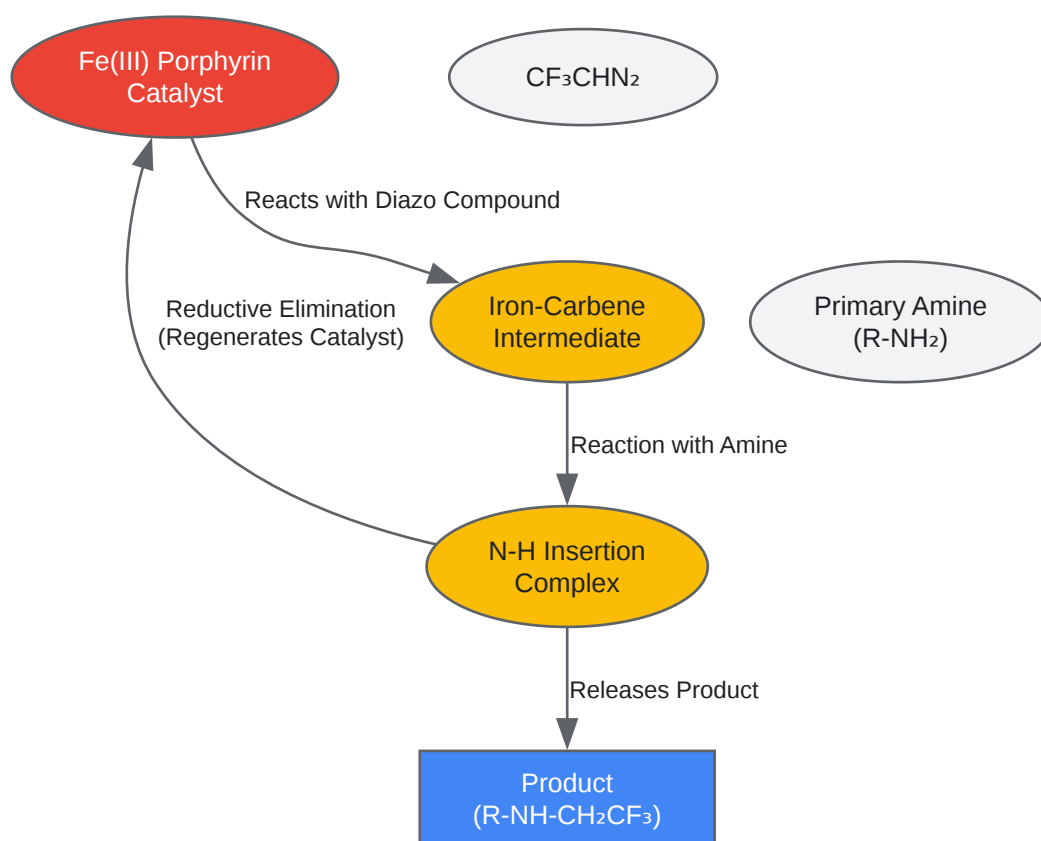 Fe(III) Porphyrin
Catalyst
CF₃CHN₂
Reacts with Diazo Compound
Reductive Elimination
(Regenerates Catalyst)
Iron-Carbene
Intermediate
Primary Amine
(R-NH₂)
Reaction with Amine
N-H Insertion
Complex
Releases Product
Product
(R-NH-CH₂CF₃)